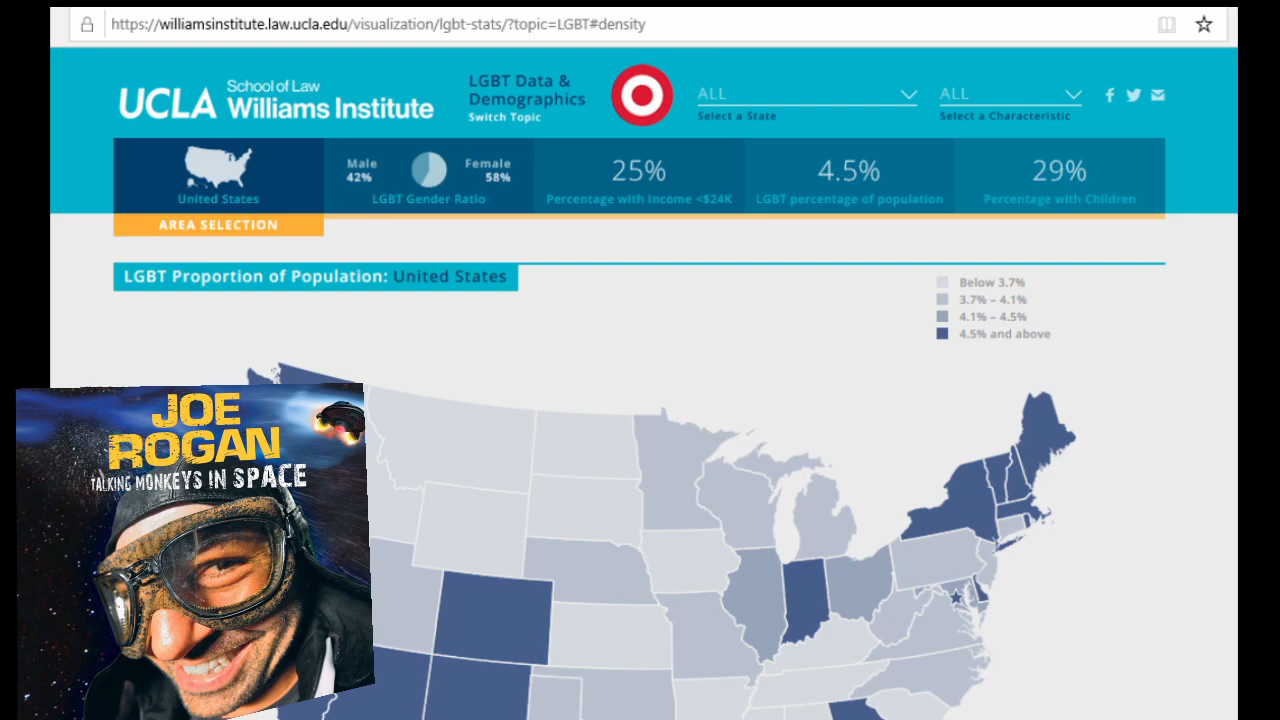 https://williamsinstitute.law.ucla.edu/visualization/lgbt-stats/?topic=LGBT#density
UCLA School of Law Williams Institute
LGBT Data &
Demographics
Switch Topic
ALL
Select a State
ALL
Select a Characteristic
United States
Male
42%
Female
58%
LGBT Gender Ratio
25%
Percentage with Income <$24K
4.5%
LGBT percentage of population
29%
Percentage with Children
AREA SELECTION
LGBT Proportion of Population: United States
Below 3.7%
3.7% – 4.1%
4.1% – 4.5%
4.5% and above
JOE
ROGAN
TALKING MONKEYS IN SPACE